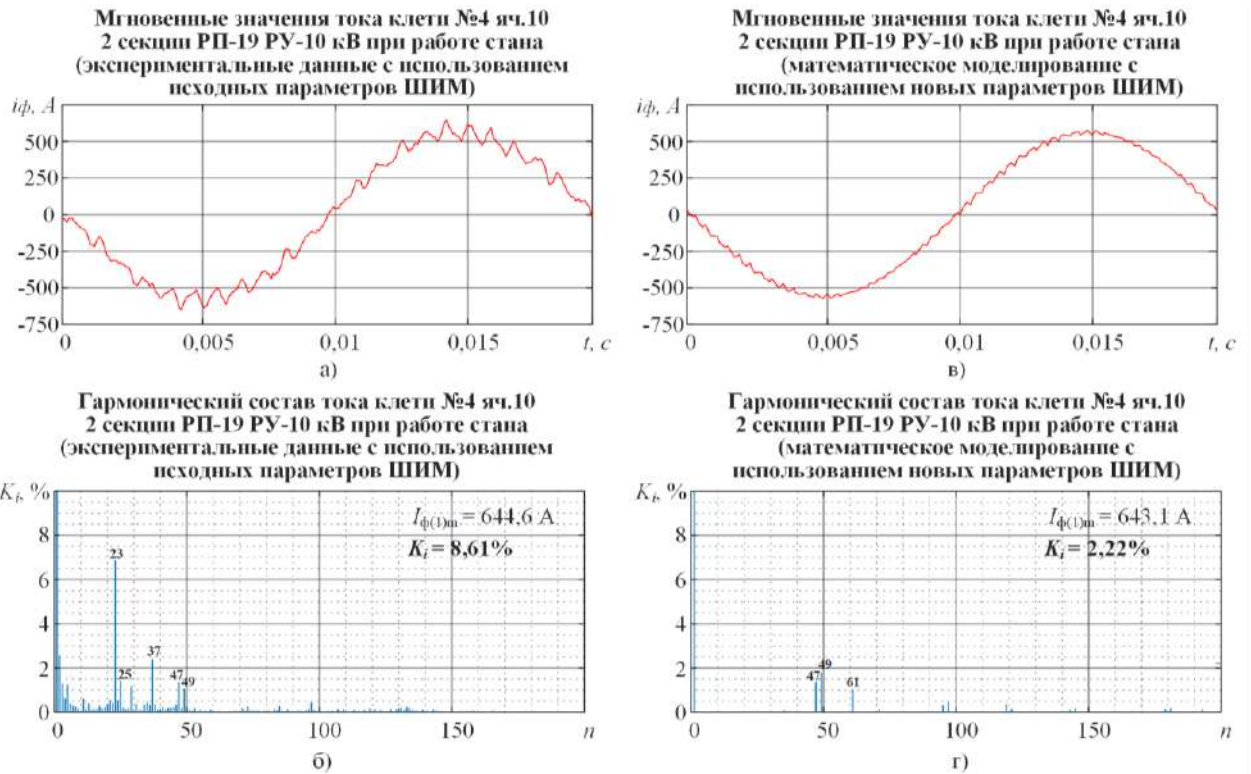 Мгновенные значения тока клети №4 яч.10
2 секции РП-19 РУ-10 кВ при работе стана
(экспериментальные данные с использованием
исходных параметров ШИМ)
iф, А
500
250
0
-250
-500
-750
0
0,005
0,01
0,015
t, с
а)
Мгновенные значения тока клети №4 яч.10
2 секции РП-19 РУ-10 кВ при работе стана
(математическое моделирование с
использованием новых параметров ШИМ)
iф, А
500
250
0
-250
-500
-750
0
0,005
0,01
0,015
t, с
в)
Гармонический состав тока клети №4 яч.10
2 секции РП-19 РУ-10 кВ при работе стана
(экспериментальные данные с использованием
исходных параметров ШИМ)
Ki, %
Iф(1)m = 644,6 А
Ki = 8,61%
8
6
4
2
0
23
25
37
47
49
0
50
100
150
n
б)
Гармонический состав тока клети №4 яч.10
2 секции РП-19 РУ-10 кВ при работе стана
(математическое моделирование с
использованием новых параметров ШИМ)
Ki, %
Iф(1)m = 643,1 А
Ki = 2,22%
8
6
4
2
0
47
49
61
0
50
100
150
n
г)